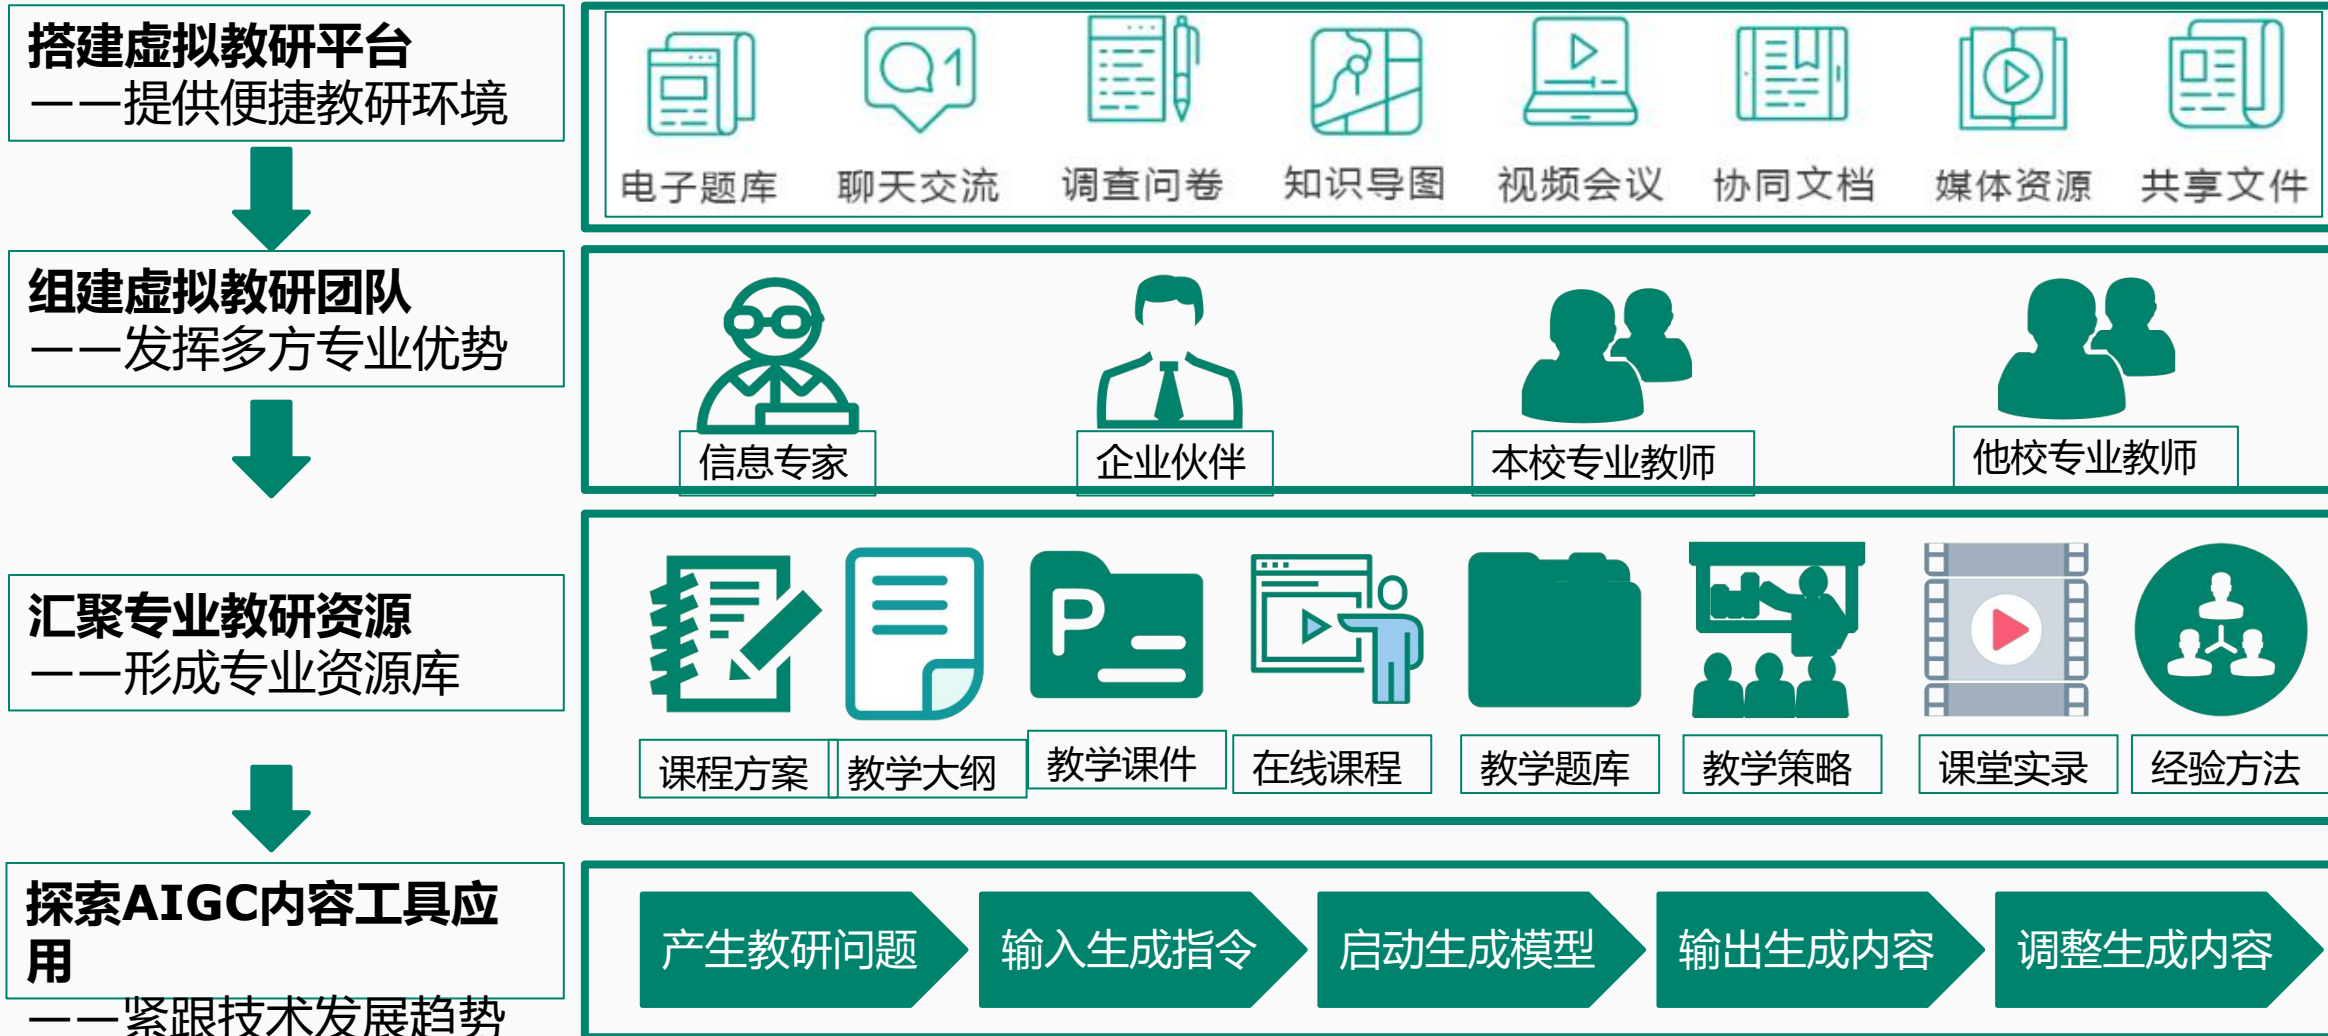 搭建虚拟教研平台
——提供便捷教研环境
电子题库 聊天交流 调查问卷 知识导图 视频会议 协同文档 媒体资源 共享文件
组建虚拟教研团队
——发挥多方专业优势
信息专家 企业伙伴 本校专业教师 他校专业教师
汇聚专业教研资源
——形成专业资源库
P
课程方案 教学大纲 教学课件 在线课程 教学题库 教学策略 课堂实录 经验方法
探索AIGC内容工具应
用
——紧跟技术发展趋势
产生教研问题 输入生成指令 启动生成模型 输出生成内容 调整生成内容